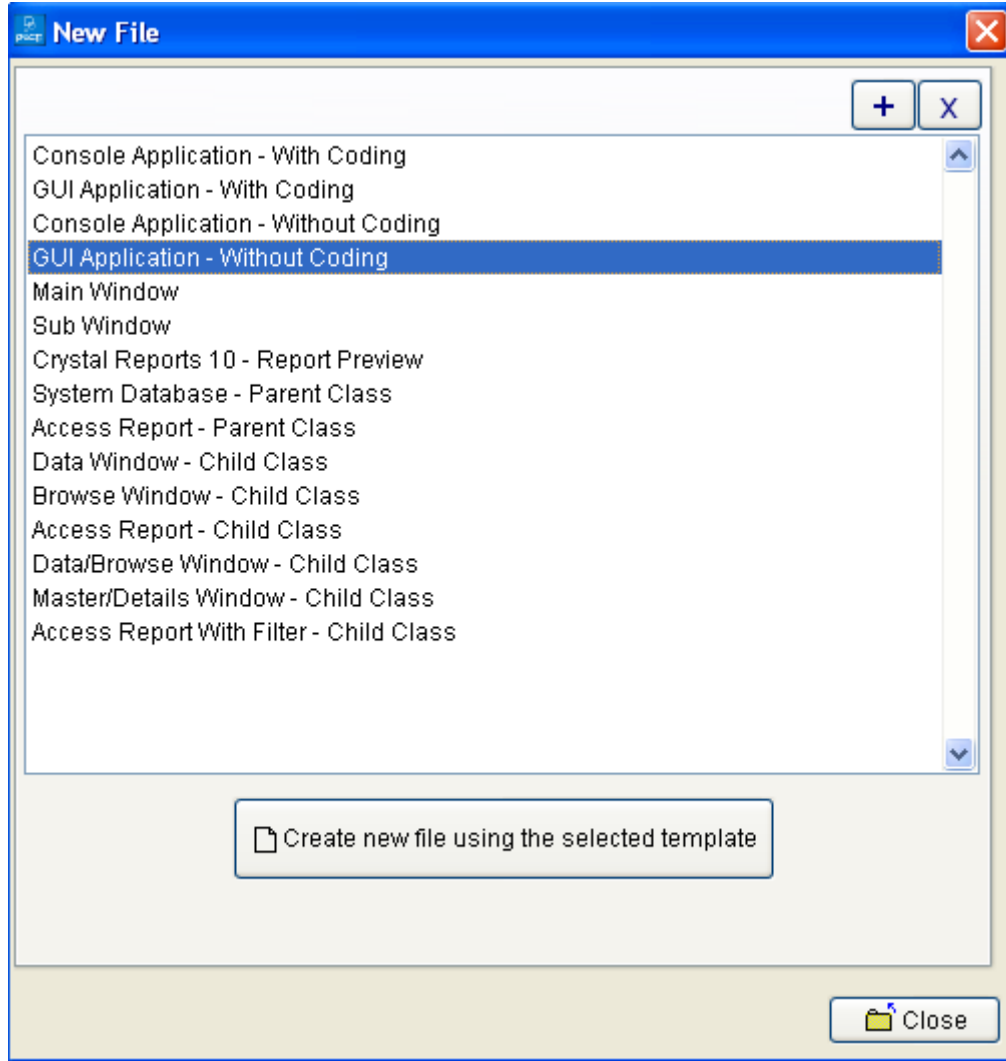 New File
+ x
Console Application - With Coding
GUI Application - With Coding
Console Application - Without Coding
GUI Application - Without Coding
Main Window
Sub Window
Crystal Reports 10 - Report Preview
System Database - Parent Class
Access Report - Parent Class
Data Window - Child Class
Browse Window - Child Class
Access Report - Child Class
Data/Browse Window - Child Class
Master/Details Window - Child Class
Access Report With Filter - Child Class
Create new file using the selected template
Close